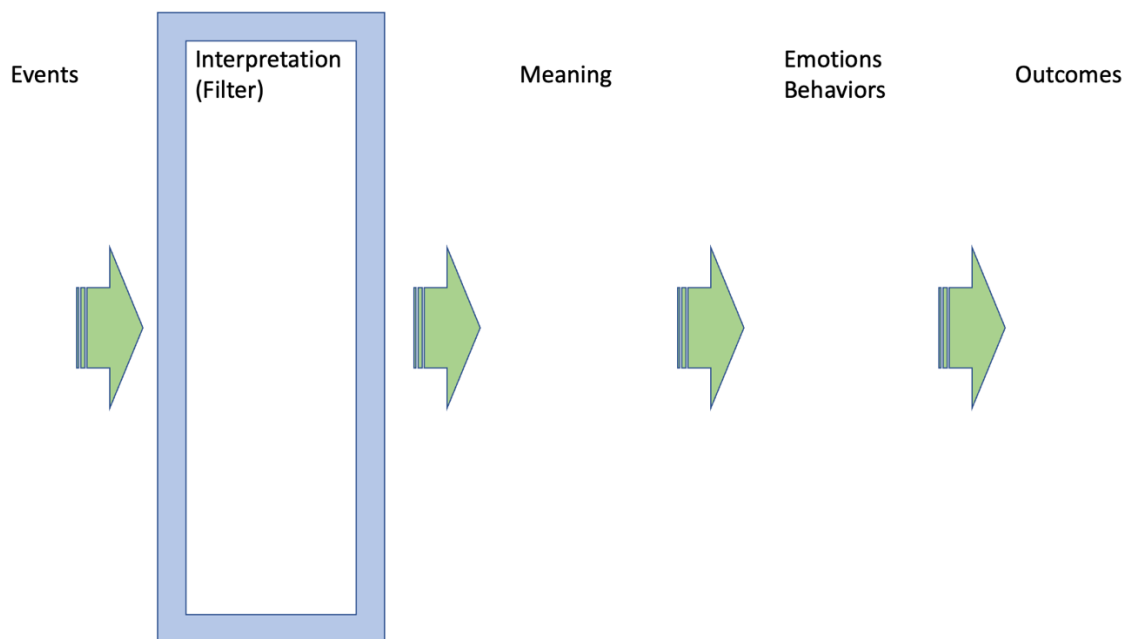 Events
Interpretation
(Filter)
Meaning
Emotions
Behaviors
Outcomes